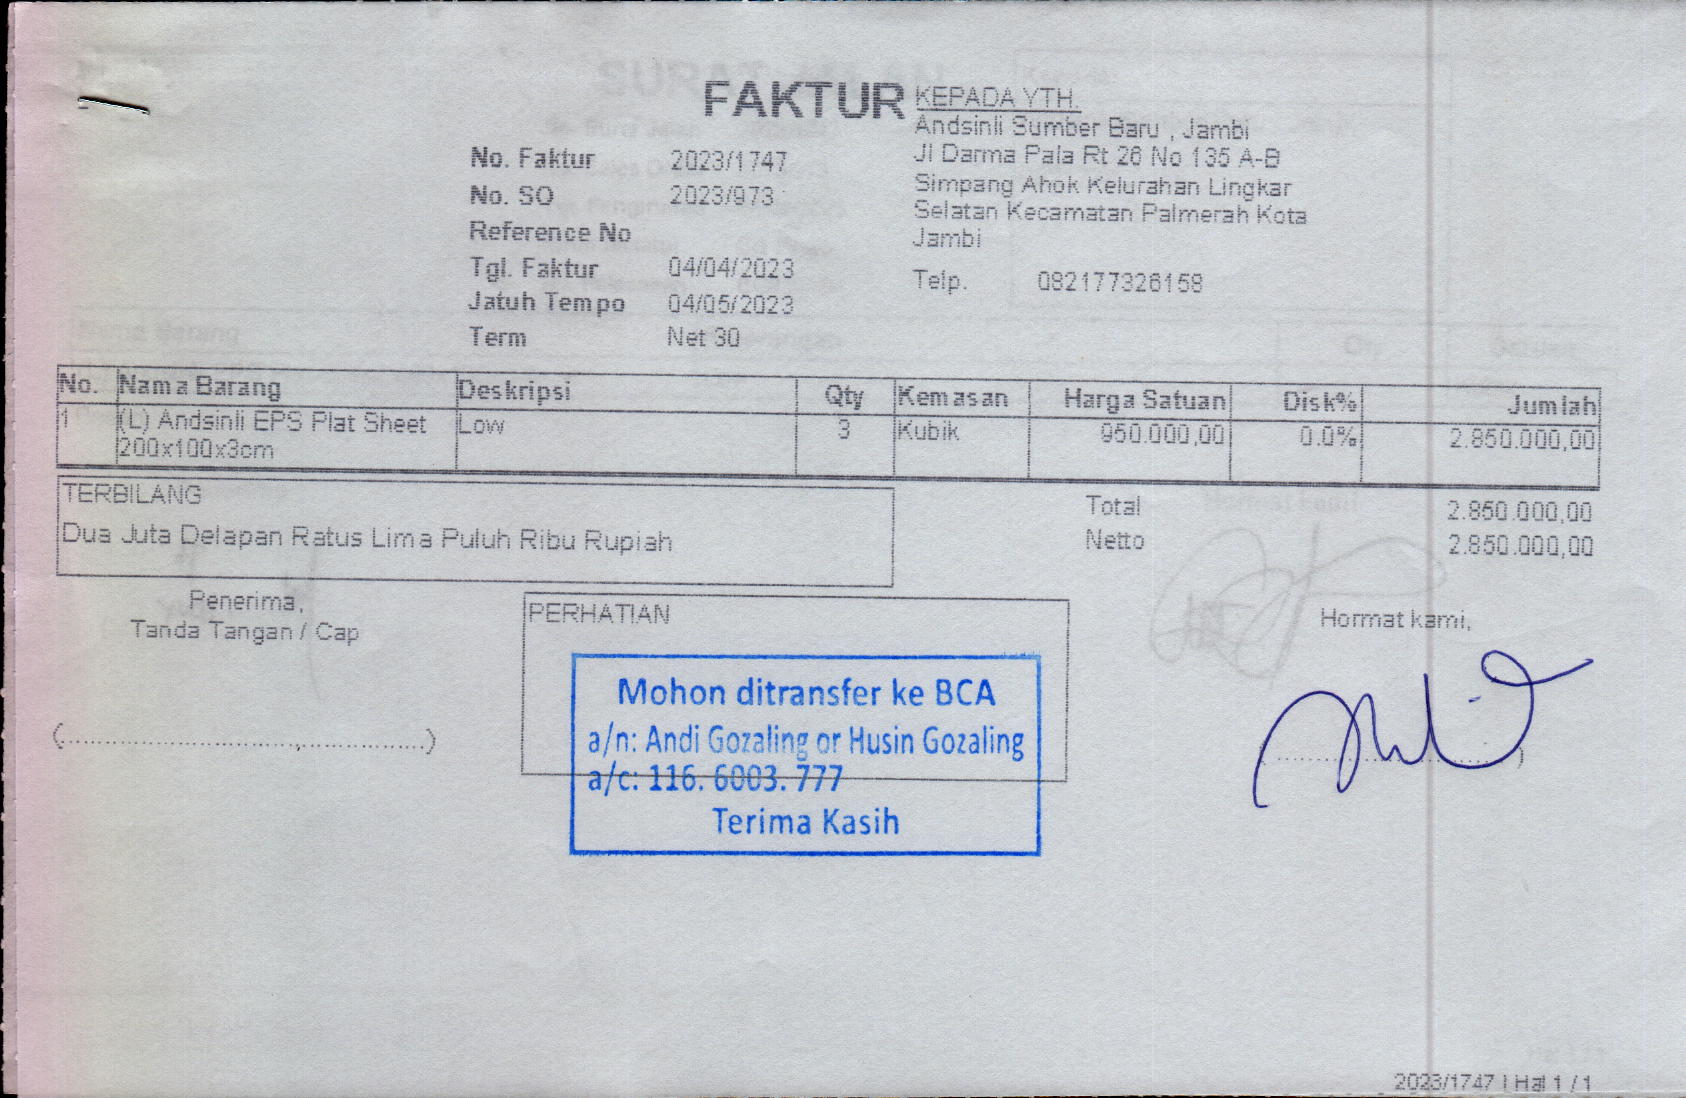 FAKTUR
No. Faktur 2023/1747
No. SO 2023/973
Reference No
Tgl. Faktur 04/04/2023
Jatuh Tempo 04/05/2023
Term Net 30
KEPADA YTH.
Andsinli Sumber Baru , Jambi
Jl Darma Pala Rt 26 No 135 A-B
Simpang Ahok Kelurahan Lingkar
Selatan Kecamatan Palmerah Kota
Jambi
Telp. 082177326159
No. Nama Barang Deskripsi Qty Kemasan Harga Satuan Disk% Jumlah
1 (L) Andsinli EPS Plat Sheet Low 3 Kubik 950.000,00 0.0% 2.850.000,00
200x100x3cm
TERBILANG
Dua Juta Delapan Ratus Lima Puluh Ribu Rupiah
Total 2.850.000,00
Netto 2.850.000,00
Penerima,
Tanda Tangan / Cap
(....................................................)
PERHATIAN
Mohon ditransfer ke BCA
a/n: Andi Gozaling or Husin Gozaling
a/c: 116. 6003. 777
Terima Kasih
Hormat kami,
2023/1747 | Hal 1 / 1